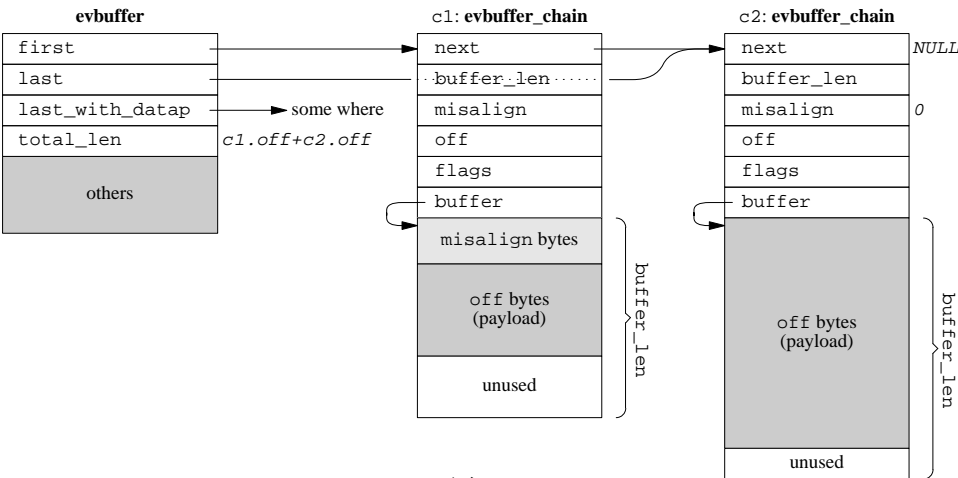 evbuffer
first
last
last_with_datap
some where
total_len
c1.off+c2.off
others
c1: evbuffer_chain
next
buffer_len
misalign
off
flags
buffer
misalign bytes
off bytes
(payload)
unused
buffer_len
c2: evbuffer_chain
next
NULL
buffer_len
misalign
0
off
flags
buffer
off bytes
(payload)
unused
buffer_len